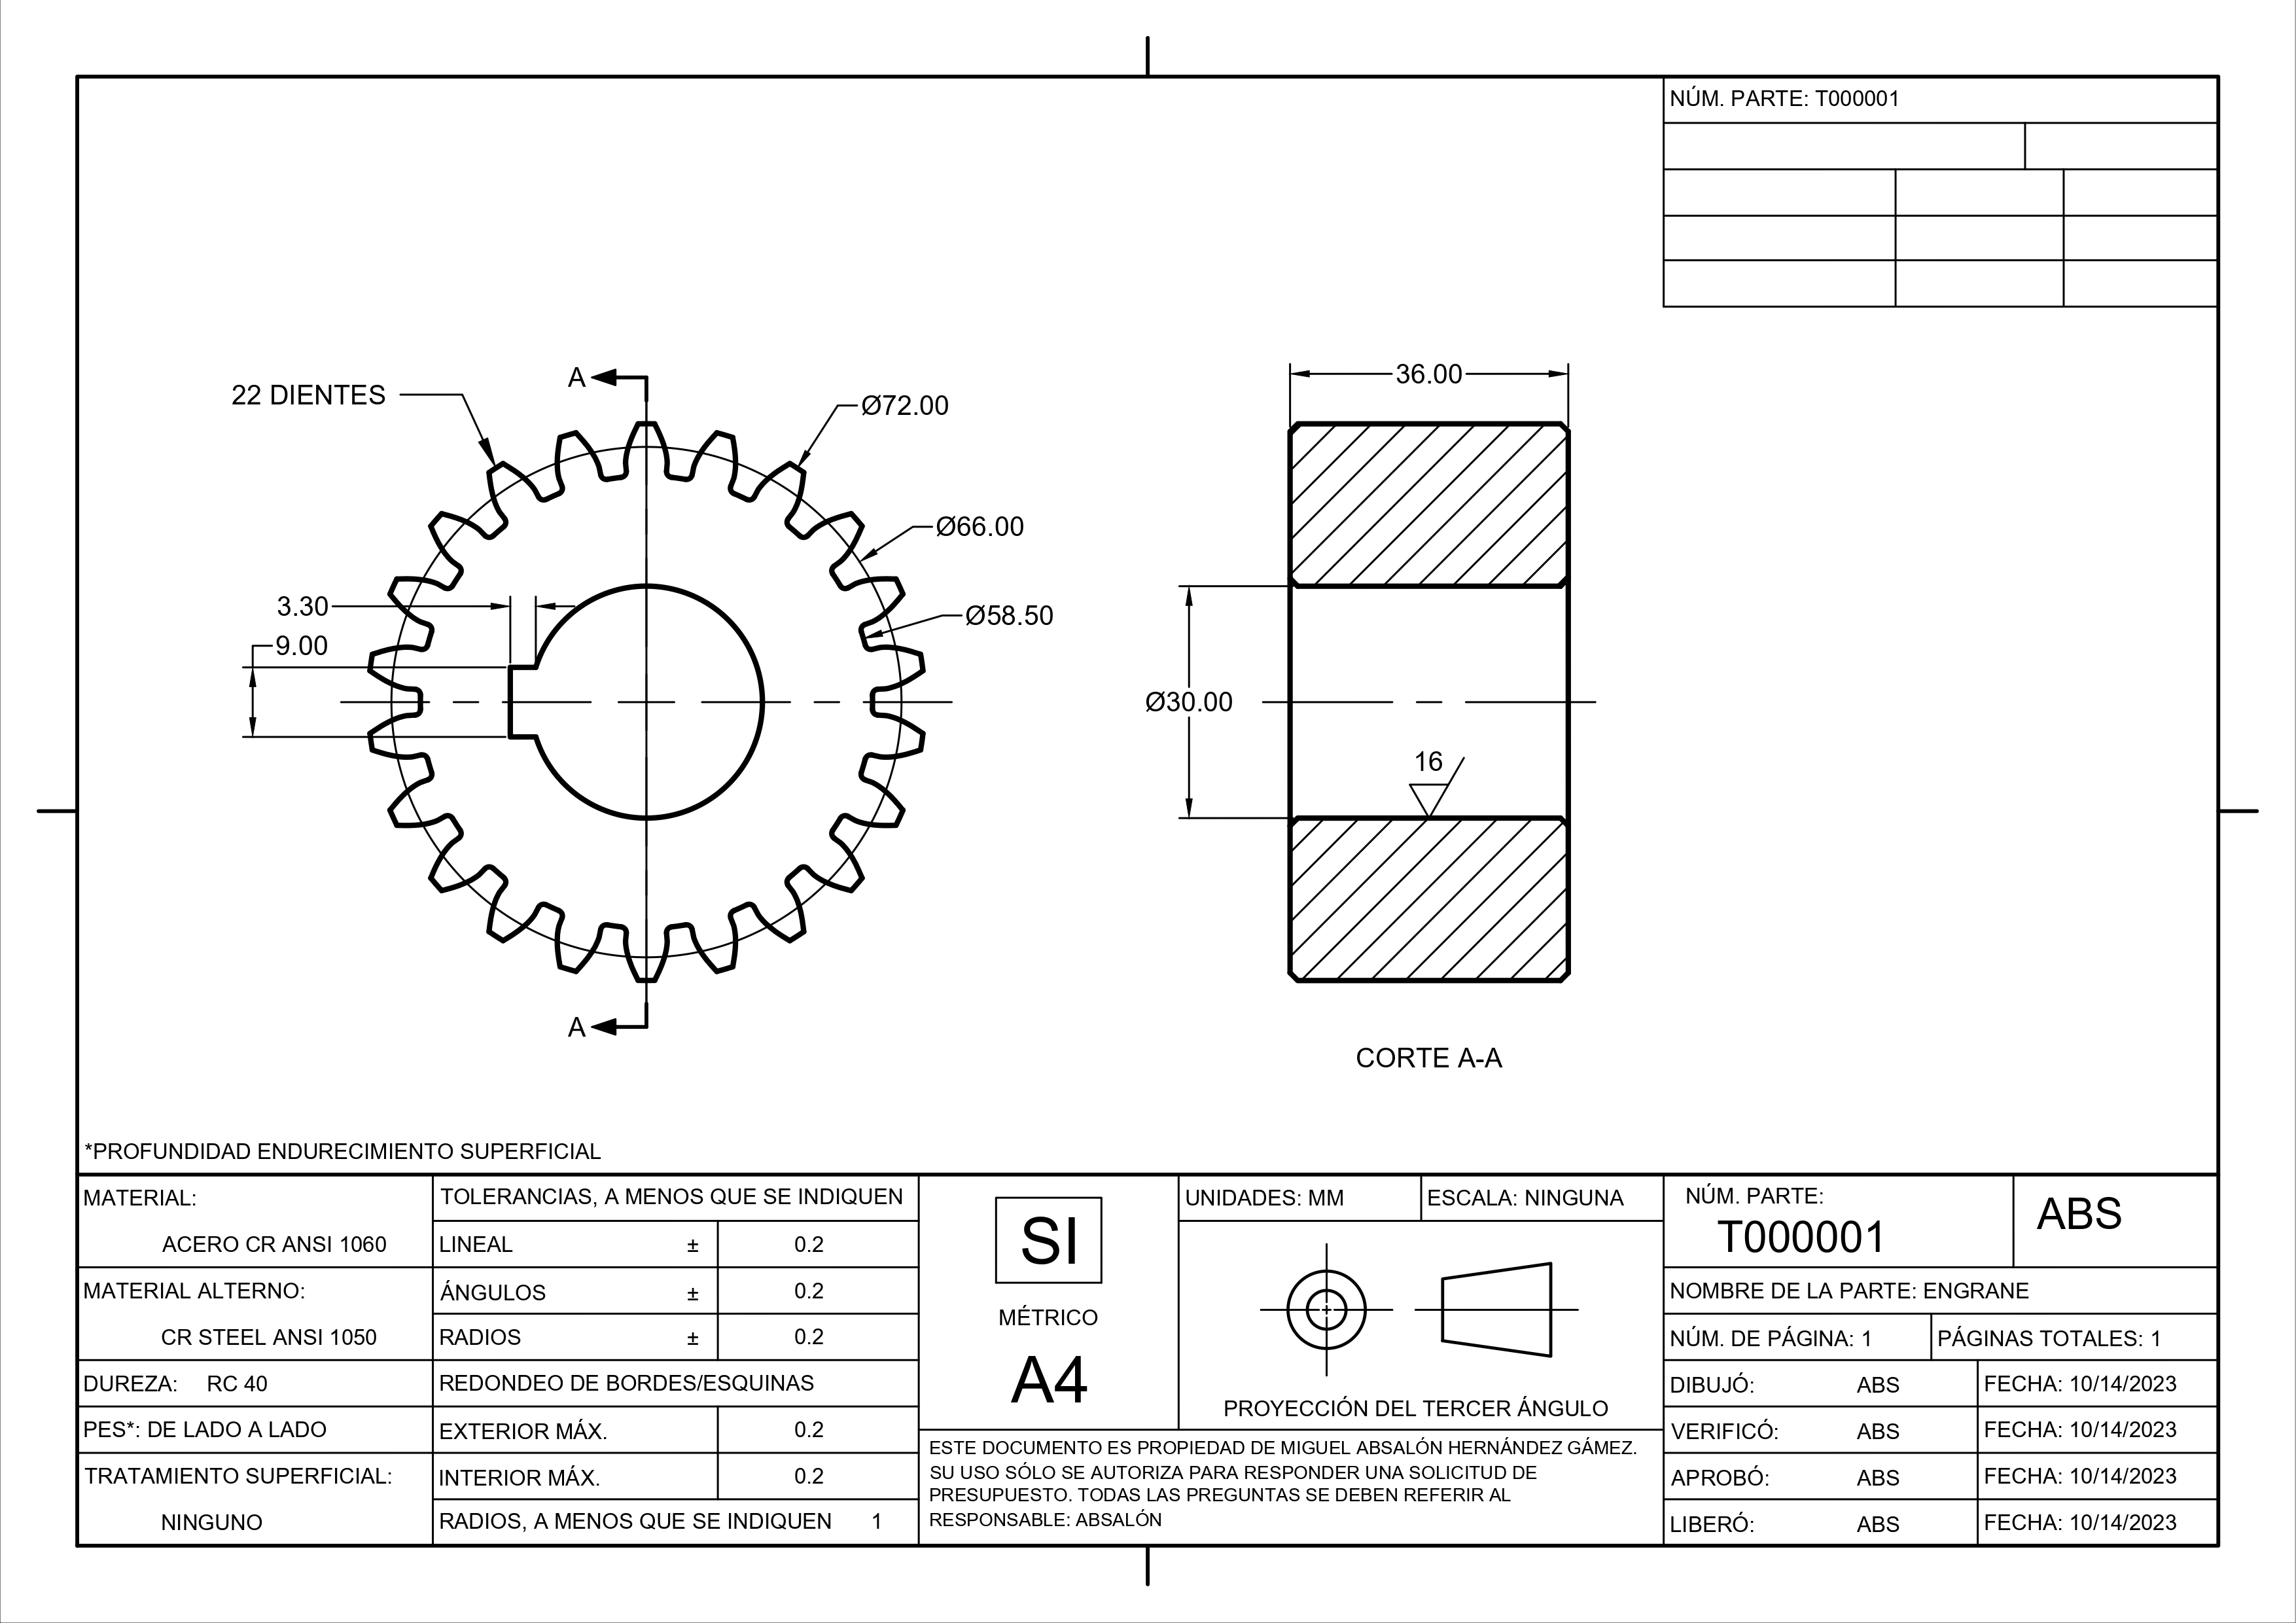 NÚM. PARTE: T000001
A
22 DIENTES
Ø72.00
Ø66.00
3.30
Ø58.50
9.00
A
36.00
Ø30.00
16
CORTE A-A
*PROFUNDIDAD ENDURECIMIENTO SUPERFICIAL
MATERIAL:
ACERO CR ANSI 1060
MATERIAL ALTERNO:
CR STEEL ANSI 1050
DUREZA: RC 40
PES*: DE LADO A LADO
TRATAMIENTO SUPERFICIAL:
NINGUNO
TOLERANCIAS, A MENOS QUE SE INDIQUEN
LINEAL ± 0.2
ÁNGULOS ± 0.2
RADIOS ± 0.2
REDONDEO DE BORDES/ESQUINAS
EXTERIOR MÁX. 0.2
INTERIOR MÁX. 0.2
RADIOS, A MENOS QUE SE INDIQUEN 1
SI
MÉTRICO
A4
UNIDADES: MM
ESCALA: NINGUNA
PROYECCIÓN DEL TERCER ÁNGULO
ESTE DOCUMENTO ES PROPIEDAD DE MIGUEL ABSALÓN HERNÁNDEZ GÁMEZ.
SU USO SÓLO SE AUTORIZA PARA RESPONDER UNA SOLICITUD DE
PRESUPUESTO. TODAS LAS PREGUNTAS SE DEBEN REFERIR AL
RESPONSABLE: ABSALÓN
NÚM. PARTE:
T000001
ABS
NOMBRE DE LA PARTE: ENGRANE
NÚM. DE PÁGINA: 1
PÁGINAS TOTALES: 1
DIBUJÓ: ABS FECHA: 10/14/2023
VERIFICÓ: ABS FECHA: 10/14/2023
APROBÓ: ABS FECHA: 10/14/2023
LIBERÓ: ABS FECHA: 10/14/2023